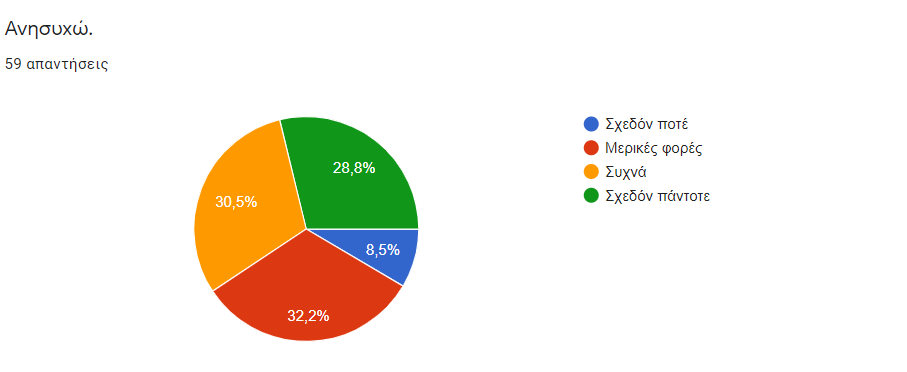 Ανησυχώ.
59 απαντήσεις
28,8%
30,5%
8,5%
32,2%
Σχεδόν ποτέ
Μερικές φορές
Συχνά
Σχεδόν πάντοτε